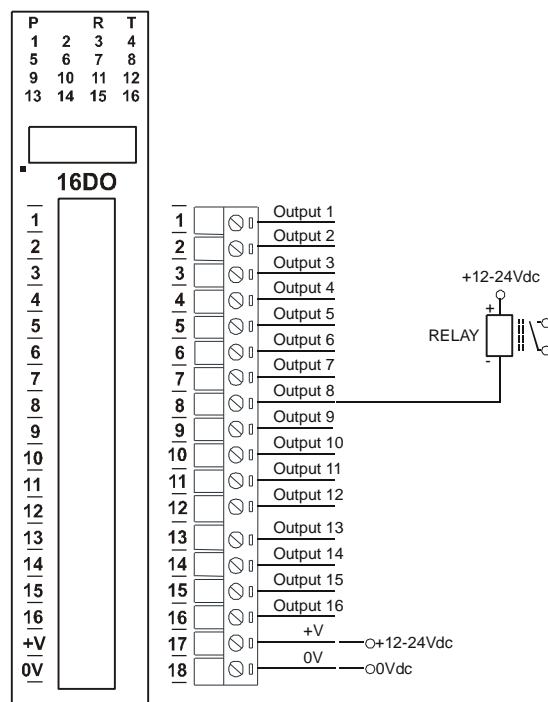 P R T
1 2 3 4
5 6 7 8
9 10 11 12
13 14 15 16
16DO
1
2
3
4
5
6
7
8
9
10
11
12
13
14
15
16
+V
0V
1 Output 1
2 Output 2
3 Output 3
4 Output 4
5 Output 5
6 Output 6
7 Output 7
8 Output 8
9 Output 9
10 Output 10
11 Output 11
12 Output 12
13 Output 13
14 Output 14
15 Output 15
16 Output 16
17 +V +12-24Vdc
18 0V 0Vdc
+12-24Vdc
+
RELAY
-